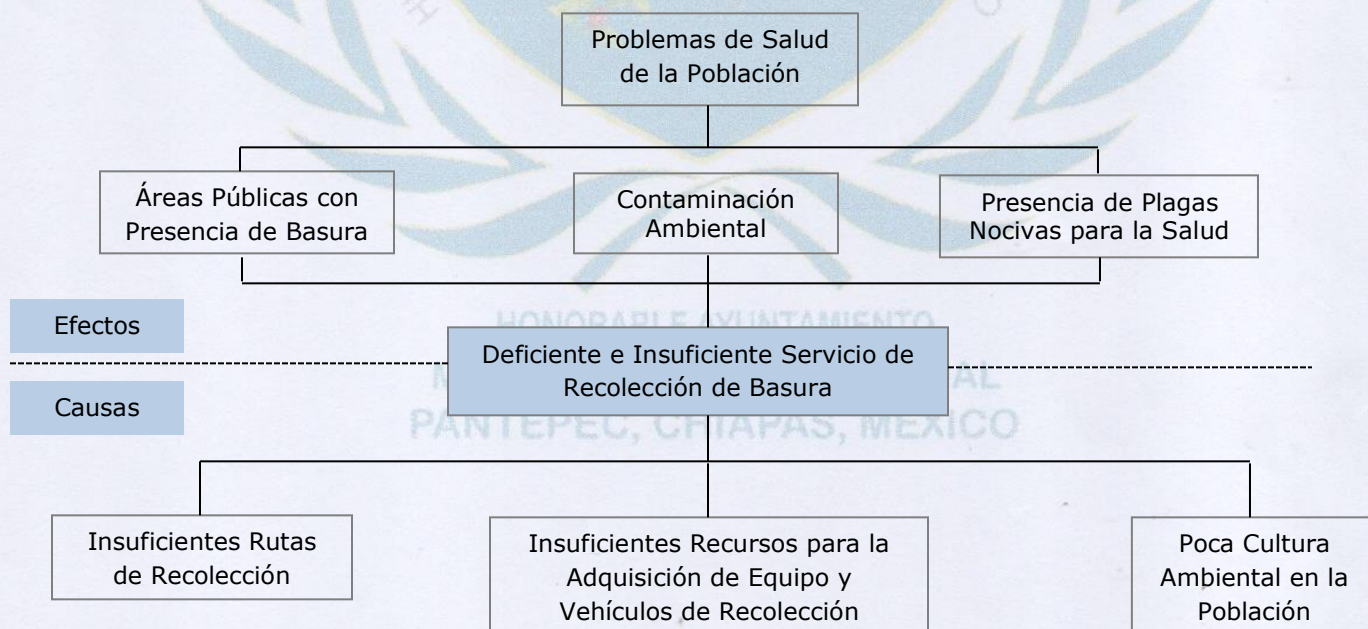 Problemas de Salud
de la Población
Áreas Públicas con
Presencia de Basura
Contaminación
Ambiental
Presencia de Plagas
Nocivas para la Salud
Efectos
HONORABLE AYUNTAMIENTO
Deficiente e Insuficiente Servicio de
Recolección de Basura
Causas
PANTEPEC, CHIAPAS, MEXICO
Insuficientes Rutas
de Recolección
Insuficientes Recursos para la
Adquisición de Equipo y
Vehículos de Recolección
Poca Cultura
Ambiental en la
Población